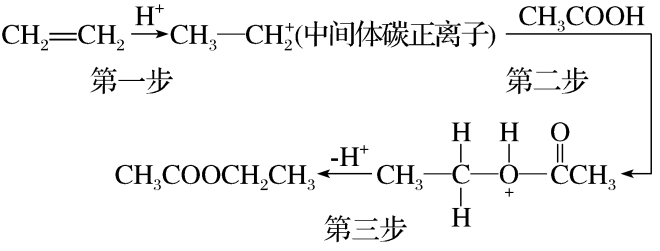 CH₂=CH₂ H⁺ CH₃—CH₂⁺(中间体碳正离子) CH₃COOH
第一步 第二步
H H O
CH₃COOCH₂CH₃ -H⁺ CH₃—C—O—CCH₃
+
H
第三步